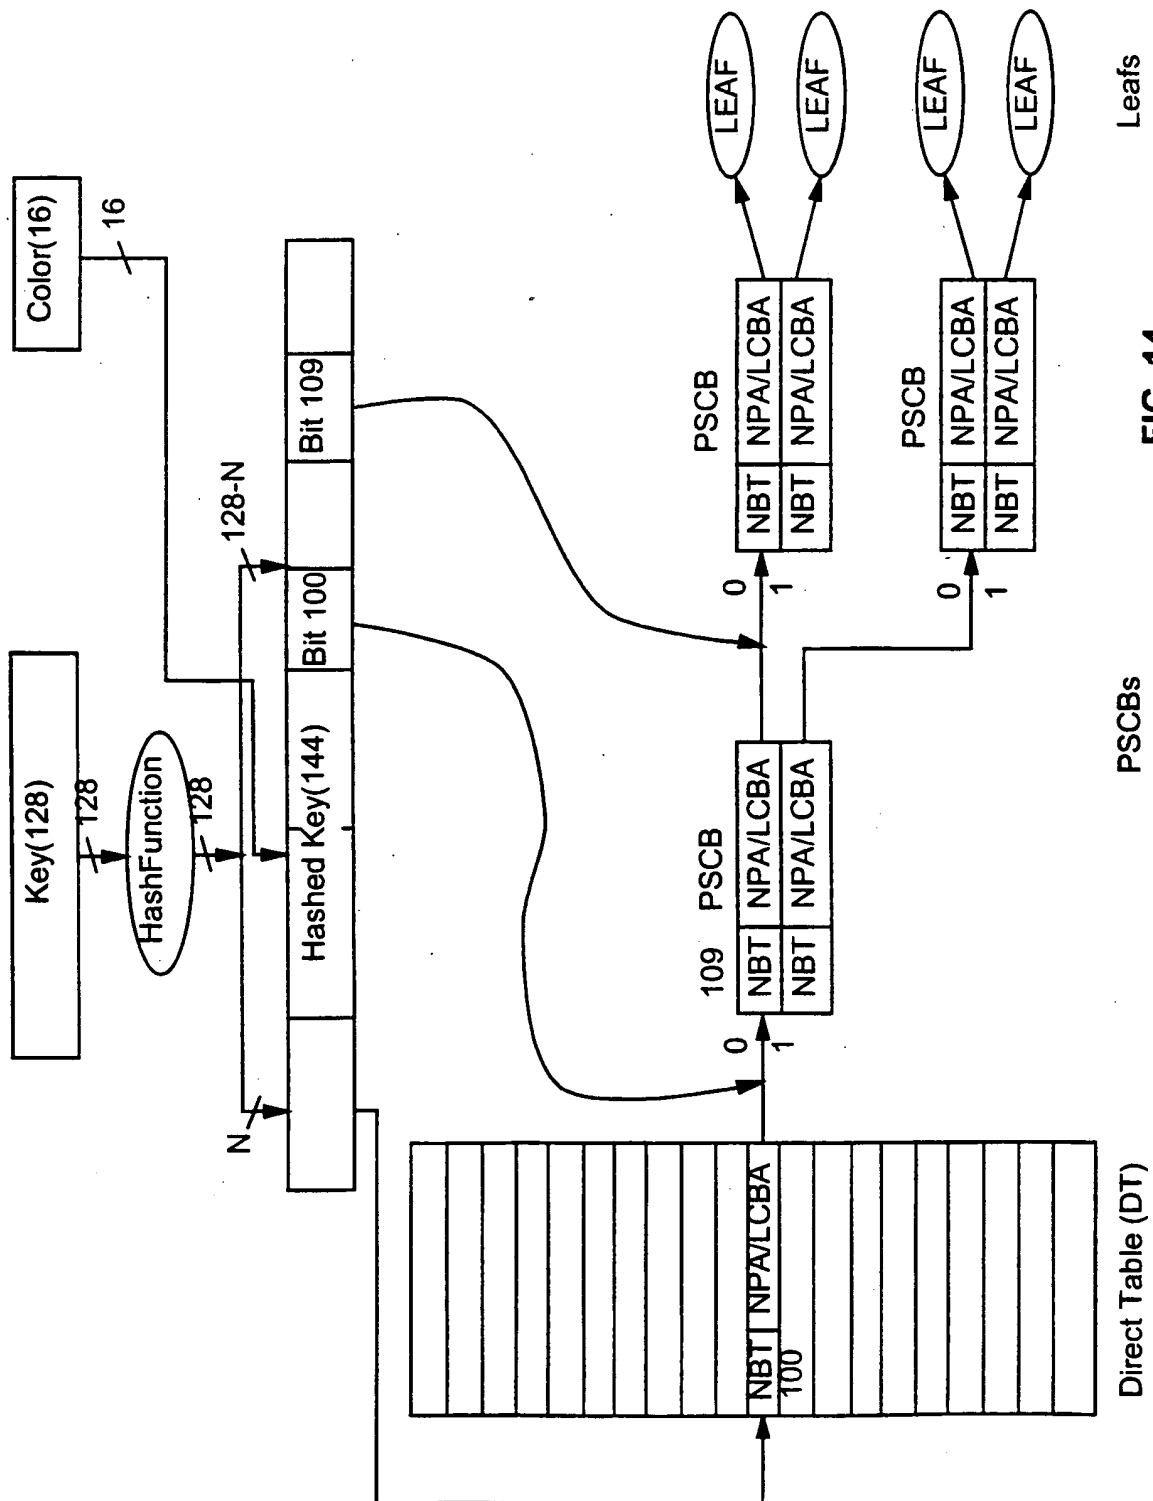 Key(128)
Color(16)
128
16
HashFunction
128
N
128-N
Hashed Key(144)
Bit 100
Bit 109
NBT NPA/LCBA
100
Direct Table (DT)
0
1
109
PSCB
NBT NPA/LCBA
NBT NPA/LCBA
0
1
PSCB
NBT NPA/LCBA
NBT NPA/LCBA
0
1
PSCB
NBT NPA/LCBA
NBT NPA/LCBA
PSCBs
LEAF
LEAF
LEAF
LEAF
Leafs